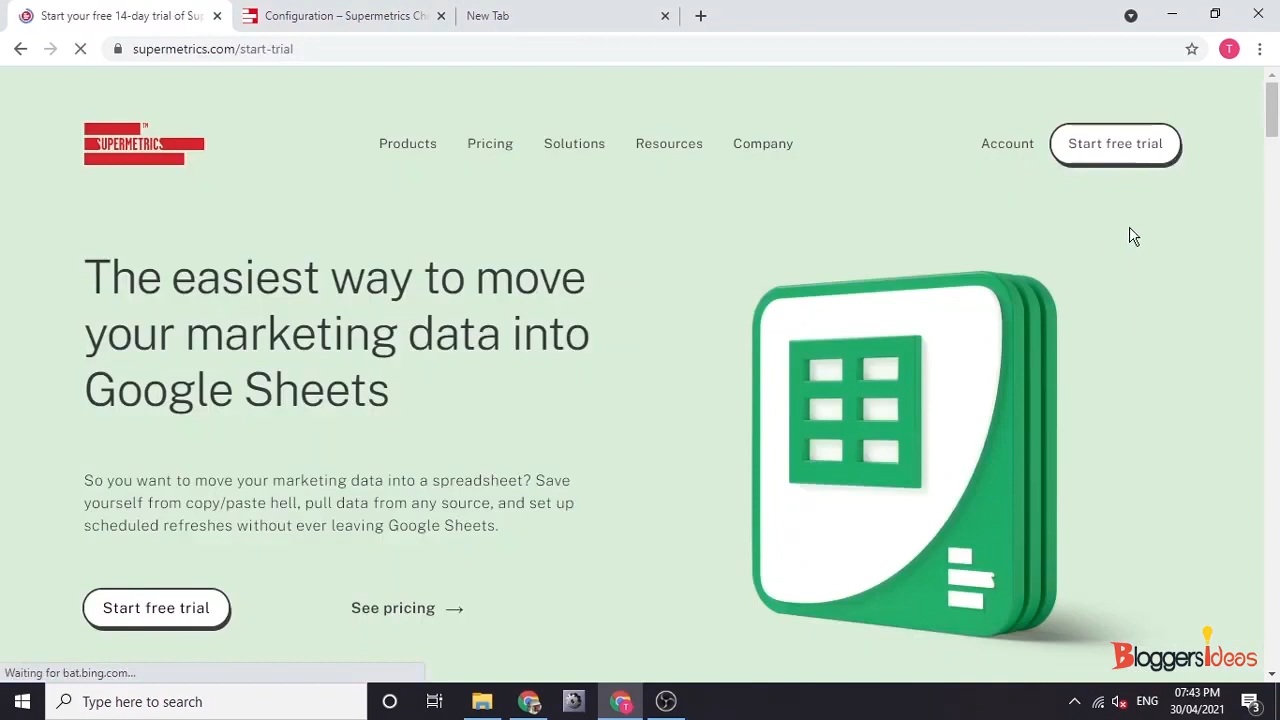 Start your free 14-day trial of Su
Configuration – Supermetrics Ch
New Tab
supermetrics.com/start-trial
T
SUPERMETRICS™
Products
Pricing
Solutions
Resources
Company
Account
Start free trial
The easiest way to move
your marketing data into
Google Sheets
So you want to move your marketing data into a spreadsheet? Save
yourself from copy/paste hell, pull data from any source, and set up
scheduled refreshes without ever leaving Google Sheets.
Start free trial
See pricing →
BloggersIdeas
Waiting for bat.bing.com...
Type here to search
T
ENG
07:43 PM
30/04/2021
3